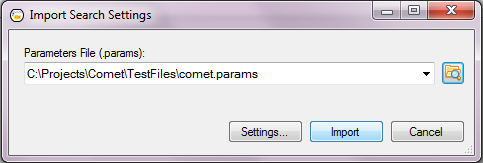 Import Search Settings
Parameters File (.params):
C:\Projects\Comet\TestFiles\comet.params
Settings... Import Cancel